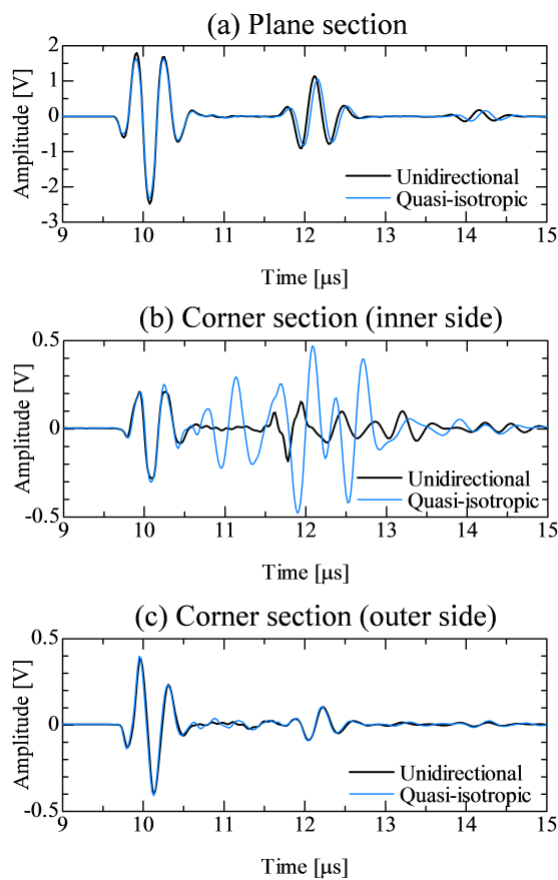 (a) Plane section
Amplitude [V]
2
1
0
-1
-2
-3
Unidirectional
Quasi-isotropic
9 10 11 12 13 14 15
Time [μs]
(b) Corner section (inner side)
Amplitude [V]
0.5
0
-0.5
Unidirectional
Quasi-isotropic
9 10 11 12 13 14 15
Time [μs]
(c) Corner section (outer side)
Amplitude [V]
0.5
0
-0.5
Unidirectional
Quasi-isotropic
9 10 11 12 13 14 15
Time [μs]